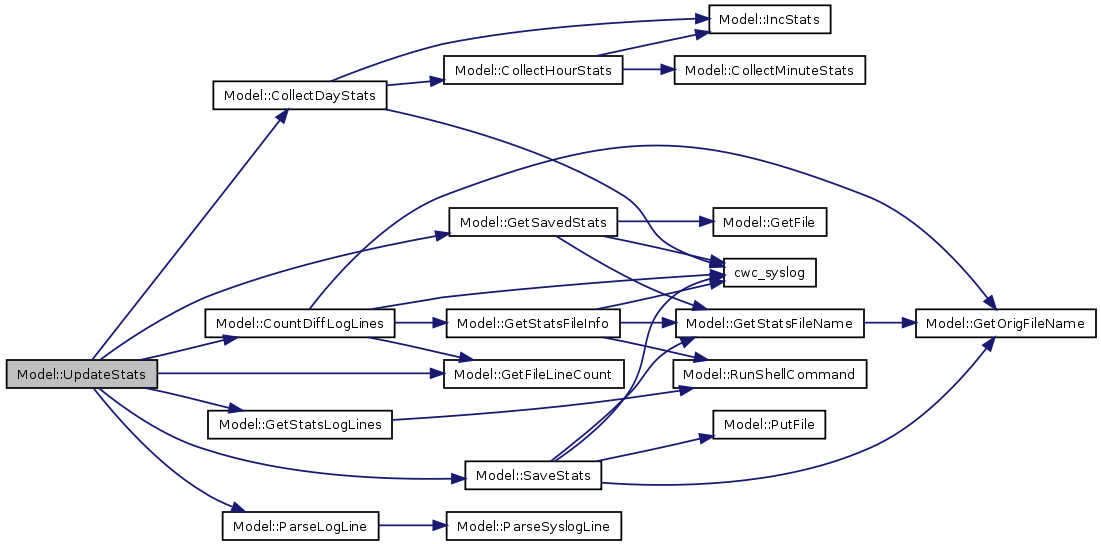 Model::IncStats
Model::CollectHourStats
Model::CollectMinuteStats
Model::CollectDayStats
Model::GetSavedStats
Model::GetFile
cwc_syslog
Model::CountDiffLogLines
Model::GetStatsFileInfo
Model::GetStatsFileName
Model::GetOrigFileName
Model::UpdateStats
Model::GetFileLineCount
Model::RunShellCommand
Model::GetStatsLogLines
Model::PutFile
Model::SaveStats
Model::ParseLogLine
Model::ParseSyslogLine